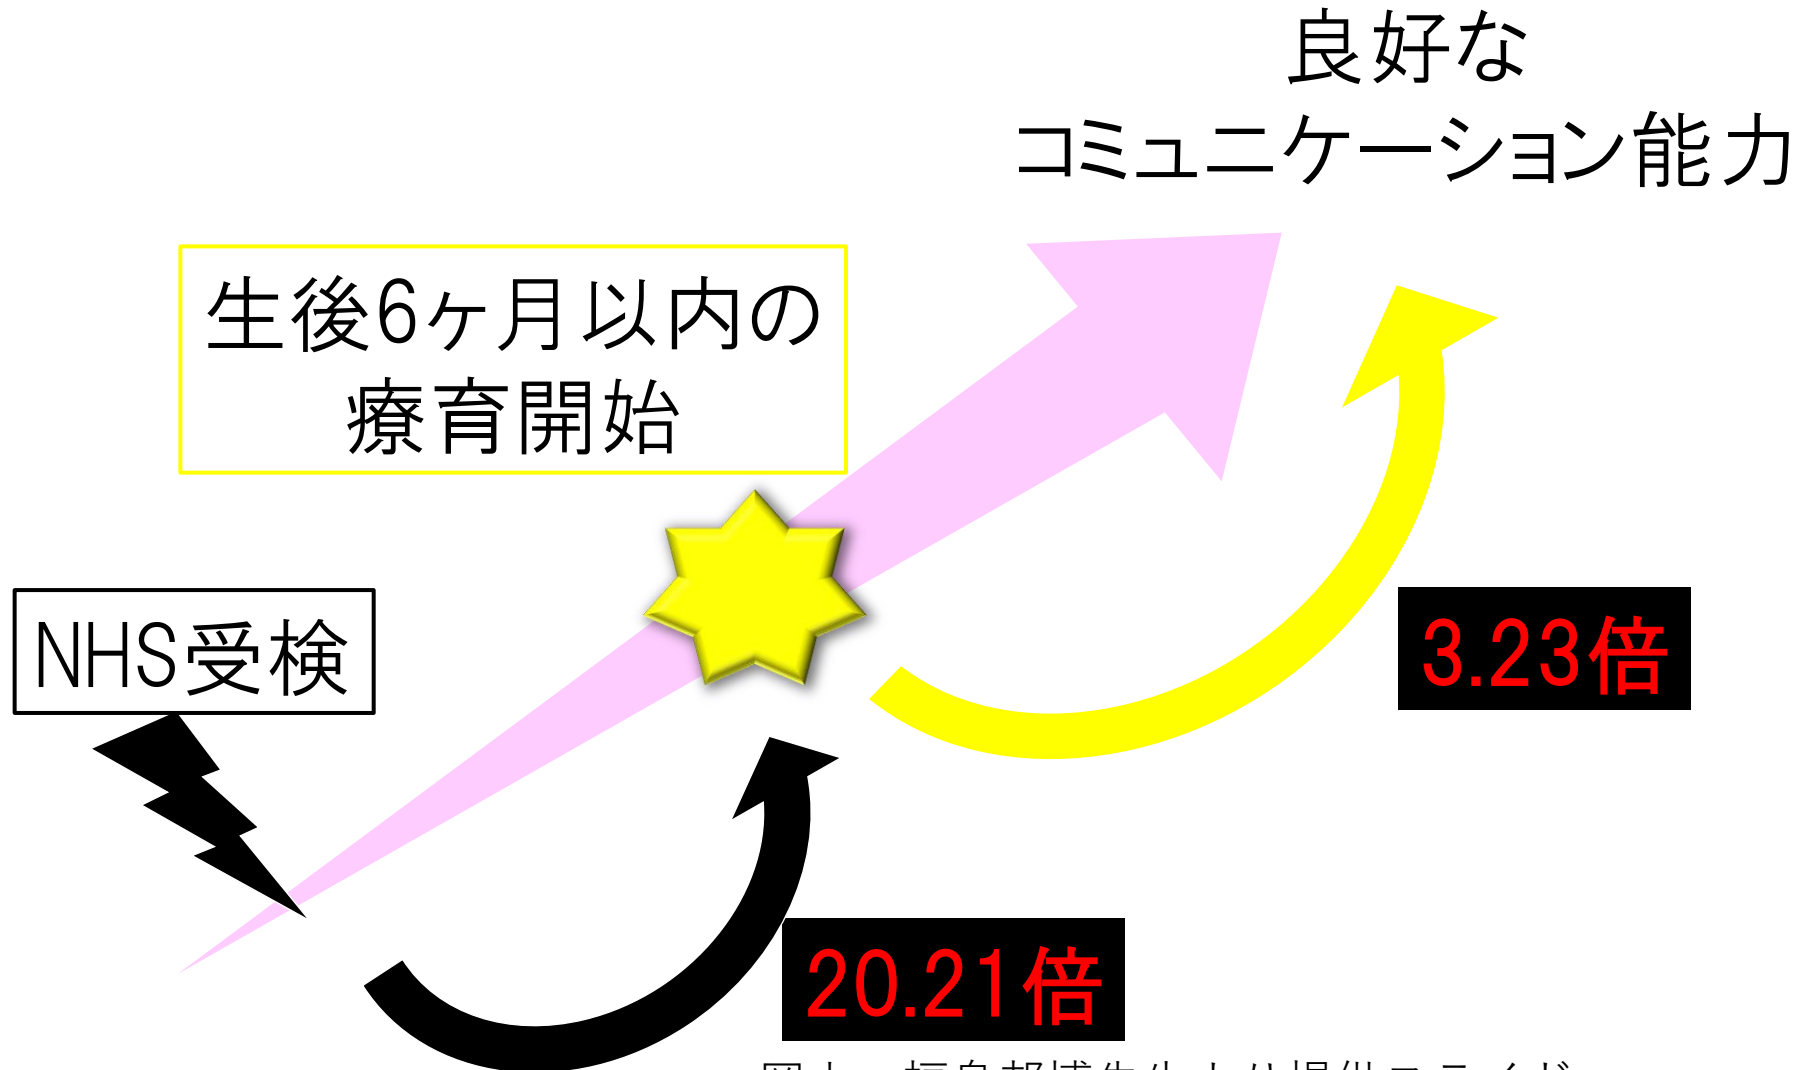 良好な
コミュニケーション能力
生後6ヶ月以内の
療育開始
NHS受検
3.23倍
20.21倍